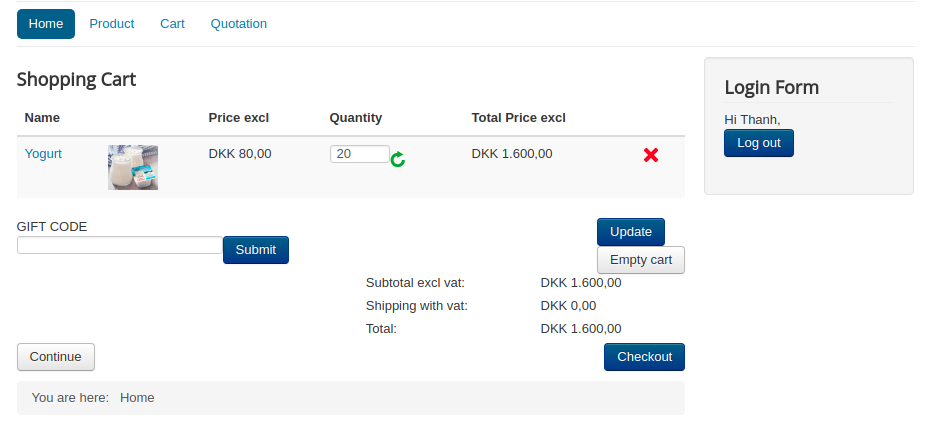 Home Product Cart Quotation
Shopping Cart
Name Price excl Quantity Total Price excl
Yogurt DKK 80,00 20 DKK 1.600,00
GIFT CODE
Submit
Update
Empty cart
Subtotal excl vat: DKK 1.600,00
Shipping with vat: DKK 0,00
Total: DKK 1.600,00
Continue Checkout
You are here: Home
Login Form
Hi Thanh,
Log out